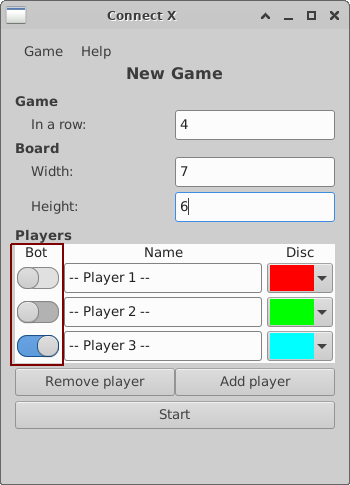 Connect X
Game Help
New Game
Game
In a row: 4
Board
Width: 7
Height: 6
Players
Bot Name Disc
-- Player 1 --
-- Player 2 --
-- Player 3 --
Remove player Add player
Start